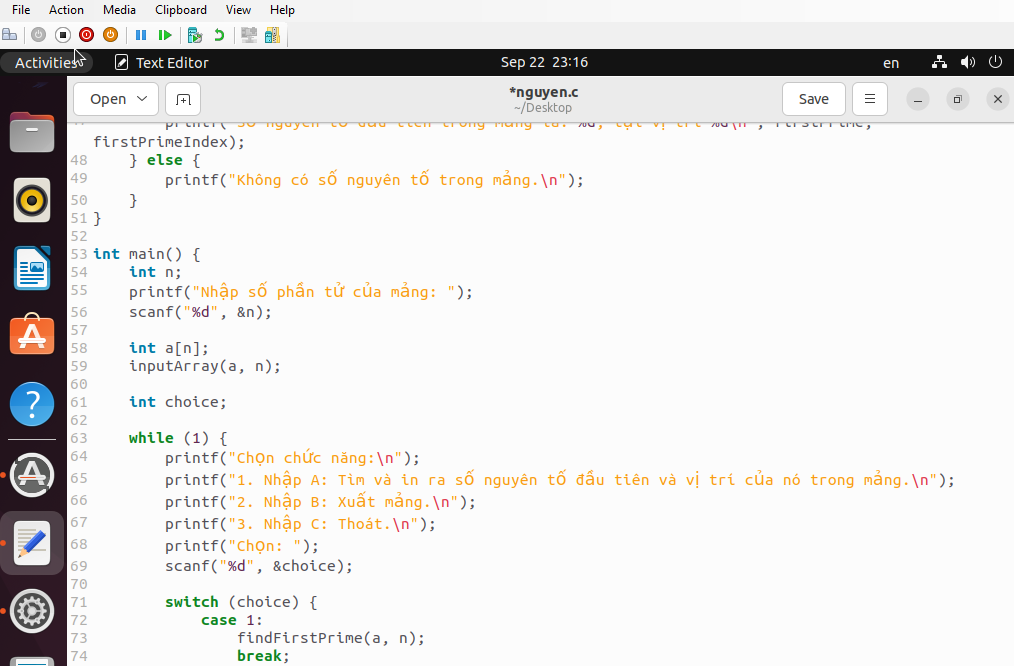 File Action Media Clipboard View Help
Activities Text Editor Sep 22 23:16 en
Open *nguyen.c Save
~/Desktop
firstPrimeIndex);
48 } else {
49 printf("Không có số nguyên tố trong mảng.\n");
50 }
51 }
52
53 int main() {
54 int n;
55 printf("Nhập số phần tử của mảng: ");
56 scanf("%d", &n);
57
58 int a[n];
59 inputArray(a, n);
60
61 int choice;
62
63 while (1) {
64 printf("Chọn chức năng:\n");
65 printf("1. Nhập A: Tìm và in ra số nguyên tố đầu tiên và vị trí của nó trong mảng.\n");
66 printf("2. Nhập B: Xuất mảng.\n");
67 printf("3. Nhập C: Thoát.\n");
68 printf("Chọn: ");
69 scanf("%d", &choice);
70
71 switch (choice) {
72 case 1:
73 findFirstPrime(a, n);
74 break;